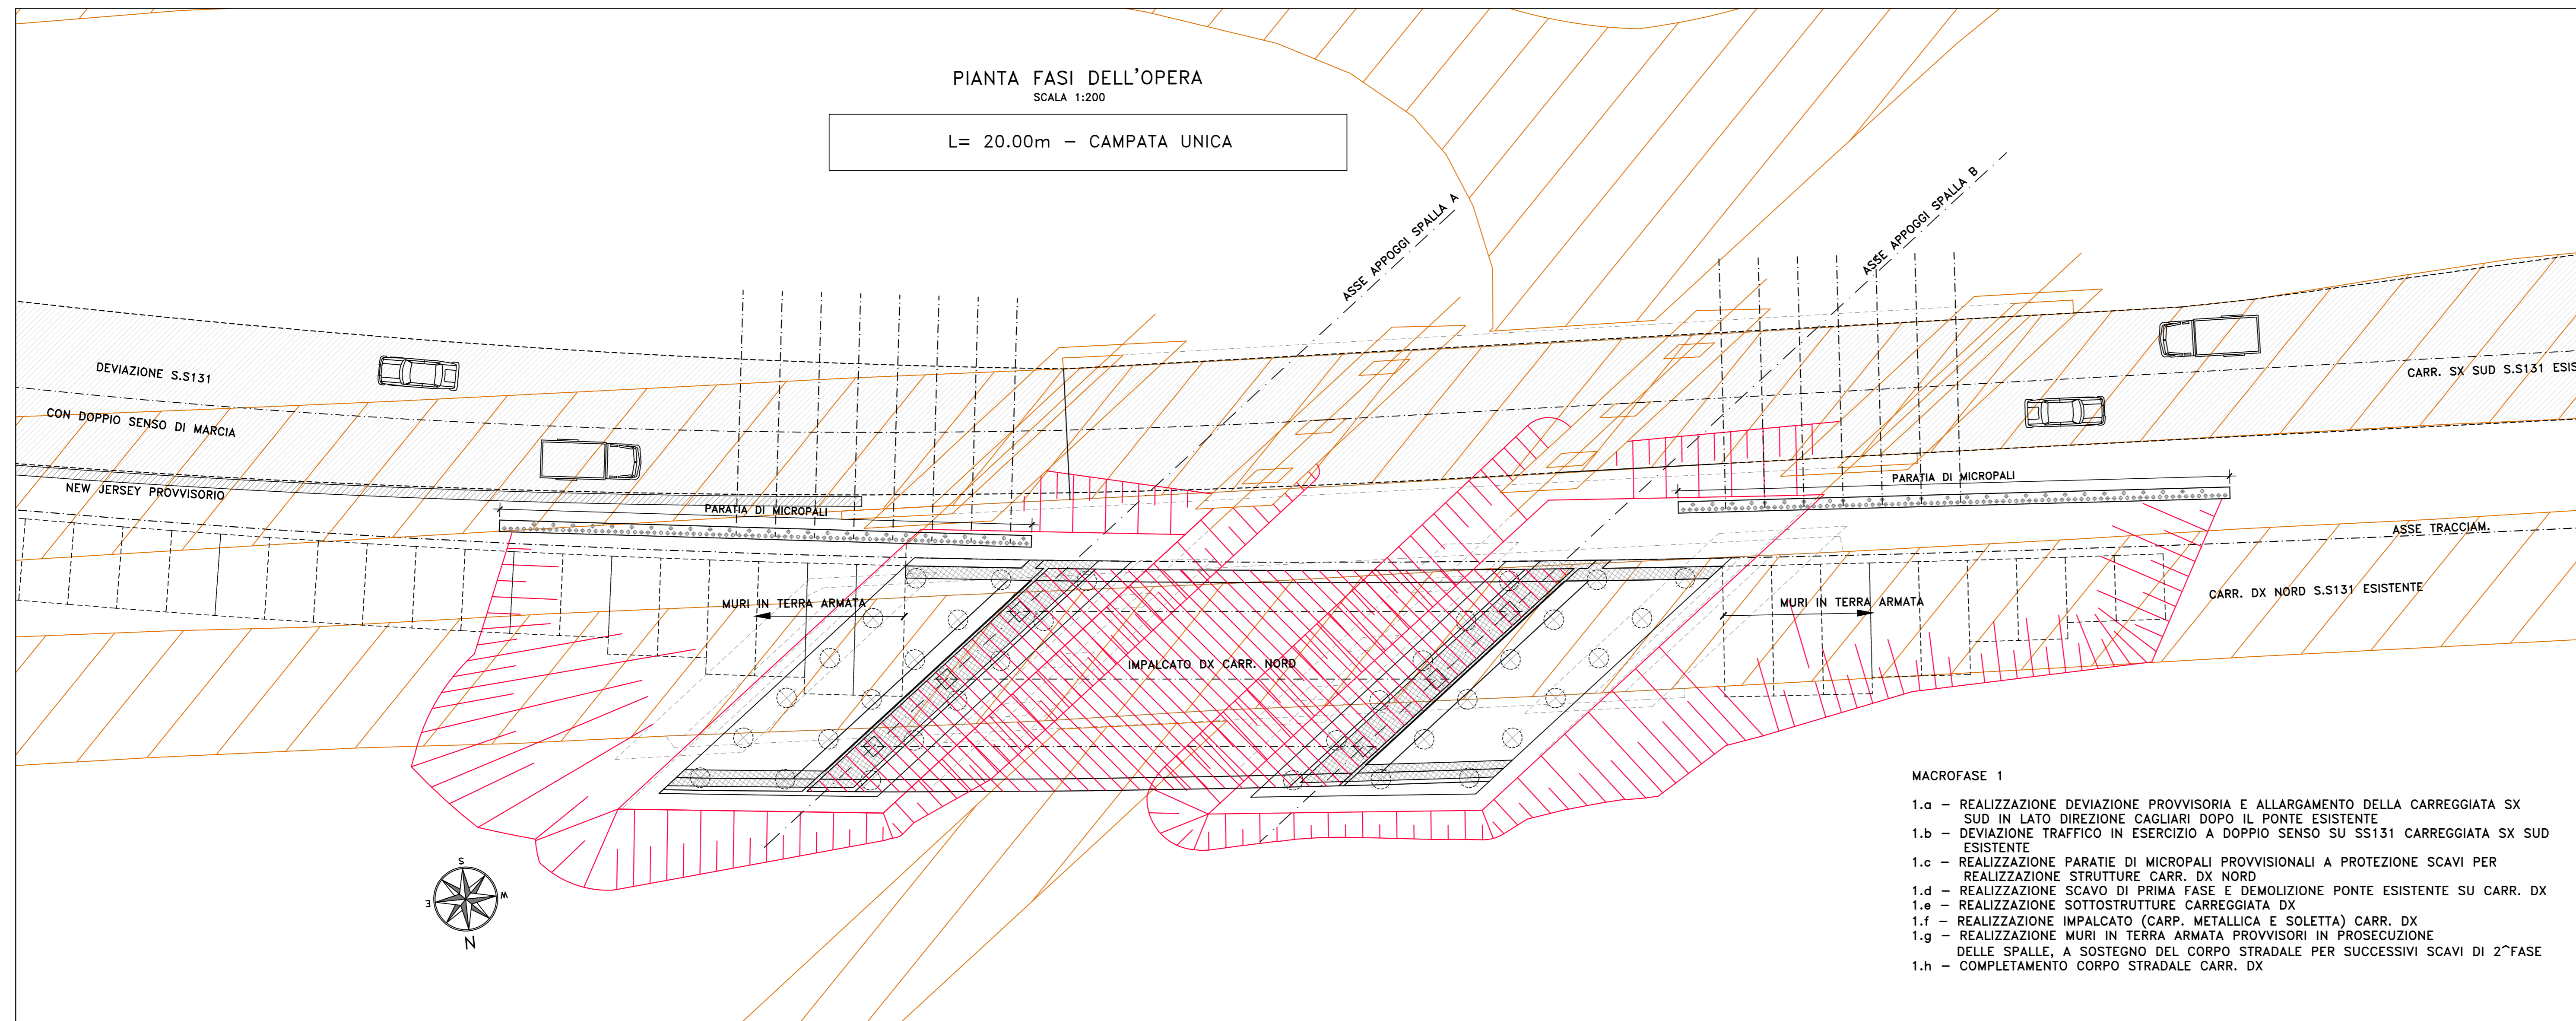 PIANTA FASI DELL'OPERA
SCALA 1:200
L= 20.00m – CAMPATA UNICA
ASSE APPOGGI SPALLA A
ASSE APPOGGI SPALLA B
DEVIAZIONE S.S131
CON DOPPIO SENSO DI MARCIA
NEW JERSEY PROVVISORIO
PARATIA DI MICROPALI
PARATIA DI MICROPALI
CARR. SX SUD S.S131 ESIS
ASSE TRACCIAM.
CARR. DX NORD S.S131 ESISTENTE
MURI IN TERRA ARMATA
MURI IN TERRA ARMATA
IMPALCATO DX CARR. NORD
S
E
W
N
MACROFASE 1
1.a – REALIZZAZIONE DEVIAZIONE PROVVISORIA E ALLARGAMENTO DELLA CARREGGIATA SX
SUD IN LATO DIREZIONE CAGLIARI DOPO IL PONTE ESISTENTE
1.b – DEVIAZIONE TRAFFICO IN ESERCIZIO A DOPPIO SENSO SU SS131 CARREGGIATA SX SUD
ESISTENTE
1.c – REALIZZAZIONE PARATIE DI MICROPALI PROVVISIONALI A PROTEZIONE SCAVI PER
REALIZZAZIONE STRUTTURE CARR. DX NORD
1.d – REALIZZAZIONE SCAVO DI PRIMA FASE E DEMOLIZIONE PONTE ESISTENTE SU CARR. DX
1.e – REALIZZAZIONE SOTTOSTRUTTURE CARREGGIATA DX
1.f – REALIZZAZIONE IMPALCATO (CARP. METALLICA E SOLETTA) CARR. DX
1.g – REALIZZAZIONE MURI IN TERRA ARMATA PROVVISORI IN PROSECUZIONE
DELLE SPALLE, A SOSTEGNO DEL CORPO STRADALE PER SUCCESSIVI SCAVI DI 2^FASE
1.h – COMPLETAMENTO CORPO STRADALE CARR. DX